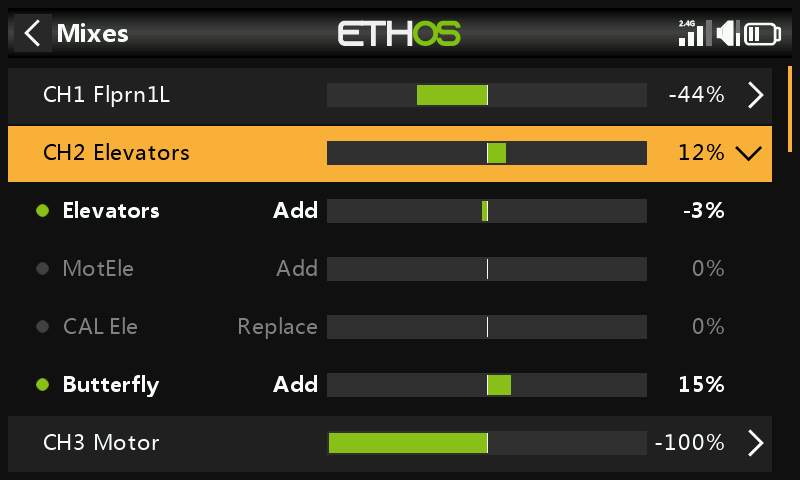 Mixes ETHOS 2.4G
CH1 Flprn1L -44%
CH2 Elevators 12%
Elevators Add -3%
MotEle Add 0%
CAL Ele Replace 0%
Butterfly Add 15%
CH3 Motor -100%